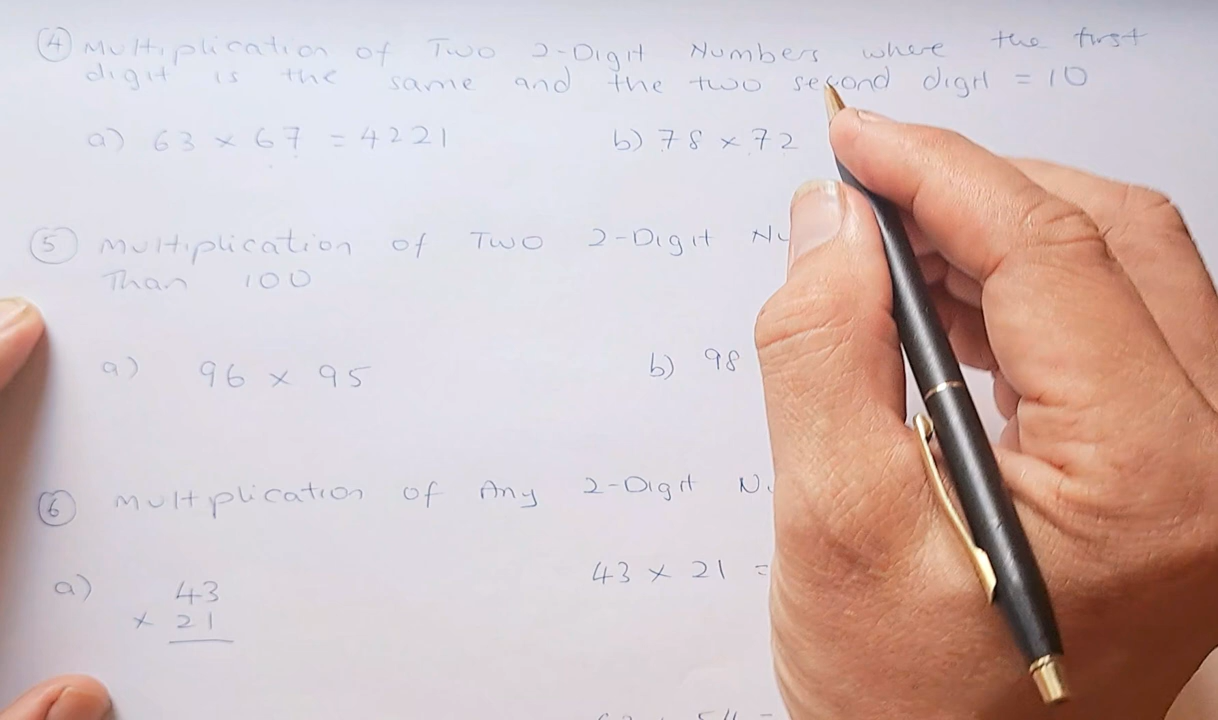 ④ Multiplication of Two 2-Digit Numbers where the first
digit is the same and the two second digit = 10
a) 63 × 67 = 4221
b) 78 × 72
⑤ Multiplication of Two 2-Digit
Than 100
a) 96 × 95
b) 98
⑥ Multiplication of Any 2-Digit
a) 43
× 21
43 × 21 =